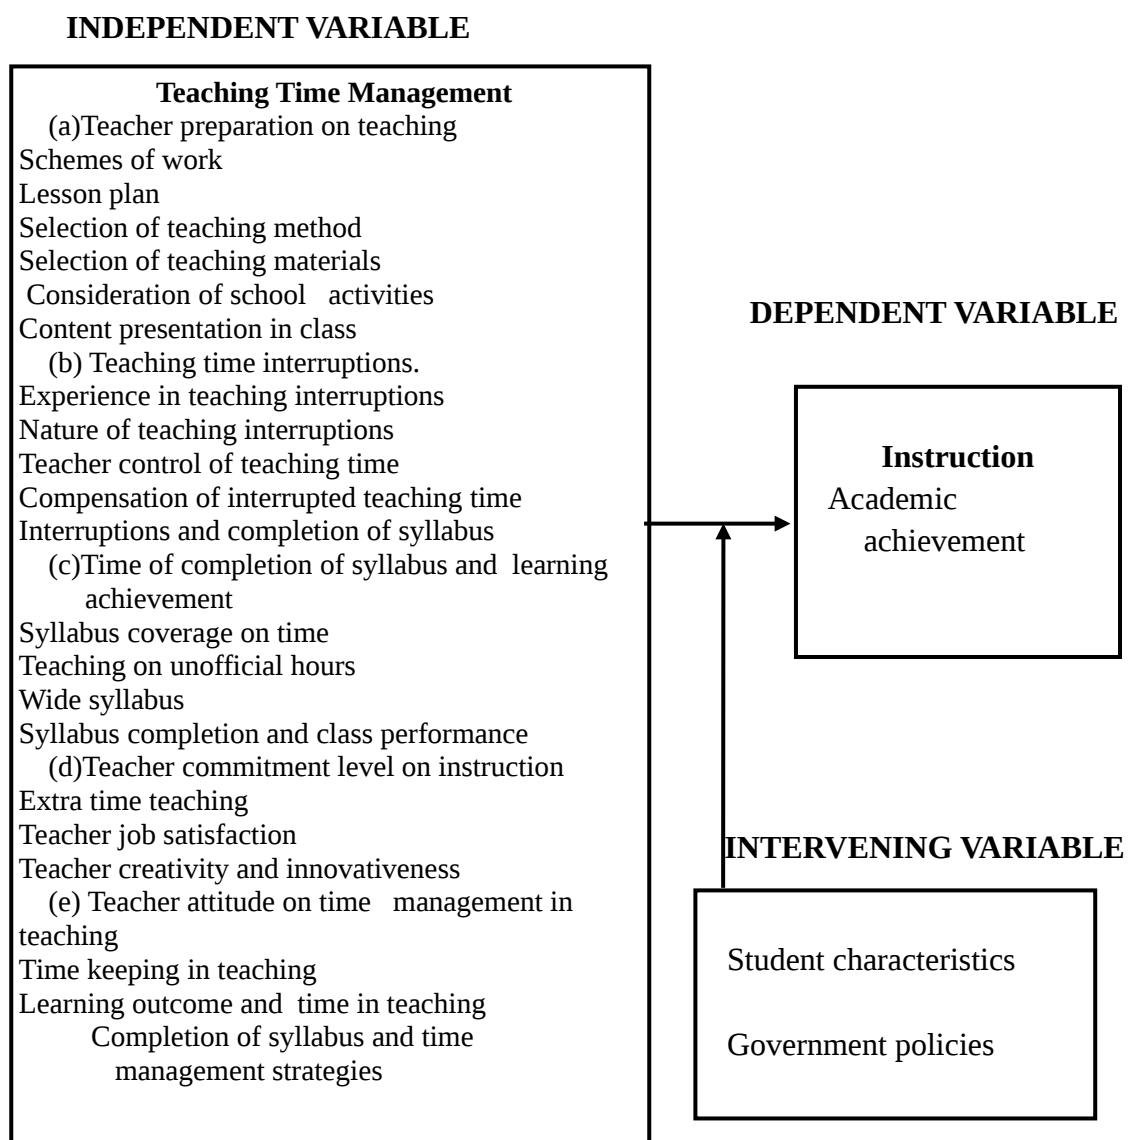 INDEPENDENT VARIABLE
Teaching Time Management
(a)Teacher preparation on teaching
Schemes of work
Lesson plan
Selection of teaching method
Selection of teaching materials
Consideration of school activities
Content presentation in class
(b) Teaching time interruptions.
Experience in teaching interruptions
Nature of teaching interruptions
Teacher control of teaching time
Compensation of interrupted teaching time
Interruptions and completion of syllabus
(c)Time of completion of syllabus and learning
achievement
Syllabus coverage on time
Teaching on unofficial hours
Wide syllabus
Syllabus completion and class performance
(d)Teacher commitment level on instruction
Extra time teaching
Teacher job satisfaction
Teacher creativity and innovativeness
(e) Teacher attitude on time management in
teaching
Time keeping in teaching
Learning outcome and time in teaching
Completion of syllabus and time
management strategies
DEPENDENT VARIABLE
Instruction
Academic
achievement
INTERVENING VARIABLE
Student characteristics
Government policies